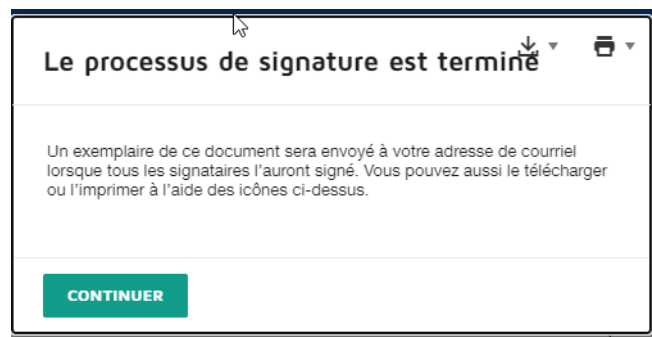 Le processus de signature est terminé
Un exemplaire de ce document sera envoyé à votre adresse de courriel
lorsque tous les signataires l'auront signé. Vous pouvez aussi le télécharger
ou l'imprimer à l'aide des icônes ci-dessus.
CONTINUER